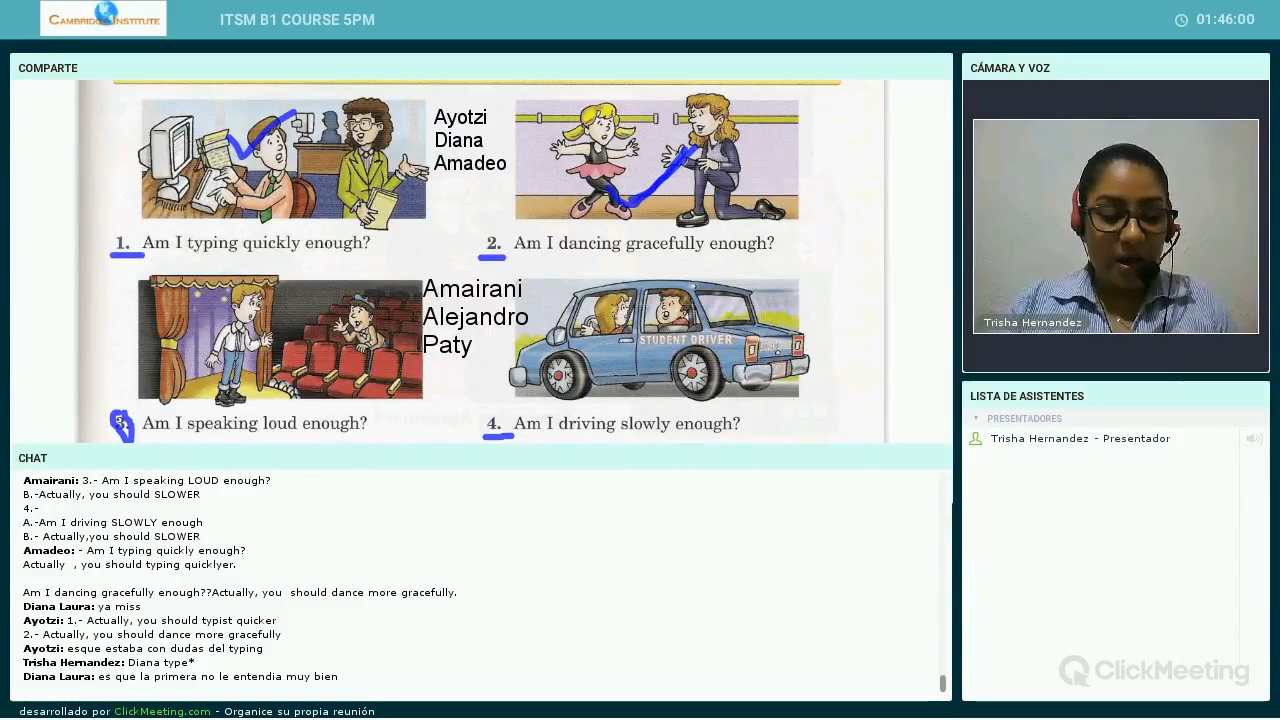 CAMBRIDGE INSTITUTE
ITSM B1 COURSE 5PM
01:46:00
COMPARTE
Ayotzi
Diana
Amadeo
1. Am I typing quickly enough?
2. Am I dancing gracefully enough?
Amairani
Alejandro
Paty
STUDENT DRIVER
3. Am I speaking loud enough?
4. Am I driving slowly enough?
CÁMARA Y VOZ
Trisha Hernandez
LISTA DE ASISTENTES
PRESENTADORES
Trisha Hernandez - Presentador
CHAT
Amairani: 3.- Am I speaking LOUD enough?
B.-Actually, you should SLOWER
4.-
A.-Am I driving SLOWLY enough
B.- Actually,you should SLOWER
Amadeo: - Am I typing quickly enough?
Actually , you should typing quicklyer.
Am I dancing gracefully enough??Actually, you should dance more gracefully.
Diana Laura: ya miss
Ayotzi: 1.- Actually, you should typist quicker
2.- Actually, you should dance more gracefully
Ayotzi: esque estaba con dudas del typing
Trisha Hernandez: Diana type*
Diana Laura: es que la primera no le entendia muy bien
ClickMeeting
desarrollado por ClickMeeting.com - Organice su propia reunión